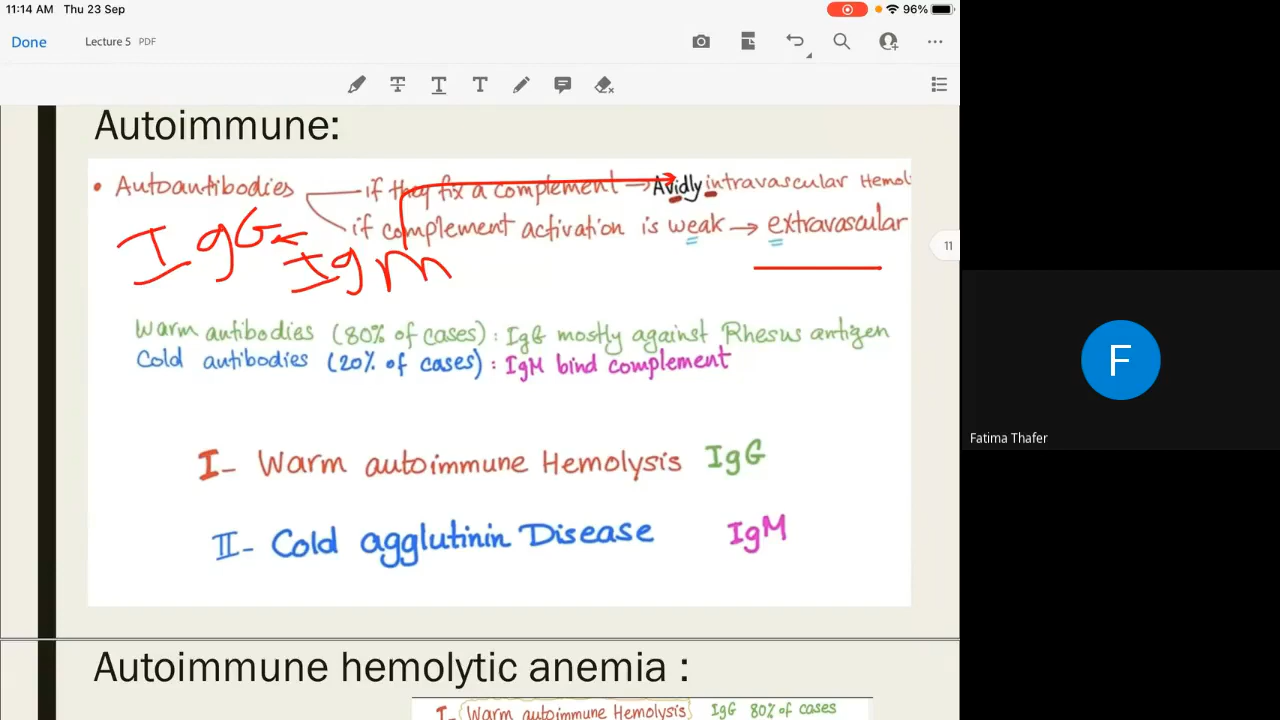 11:14 AM Thu 23 Sep
96%
Done
Lecture 5 PDF
Autoimmune:
• Autoantibodies if they fix a complement → Avidly intravascular Hemol
if complement activation is weak → extravascular
IgG
Igm
11
Warm antibodies (80% of cases) : IgG mostly against Rhesus antigen
Cold antibodies (20% of cases) : IgM bind complement
I- Warm autoimmune Hemolysis IgG
II- Cold agglutinin Disease IgM
Autoimmune hemolytic anemia :
I- Warm autoimmune Hemolysis IgG 80% of cases
F
Fatima Thafer